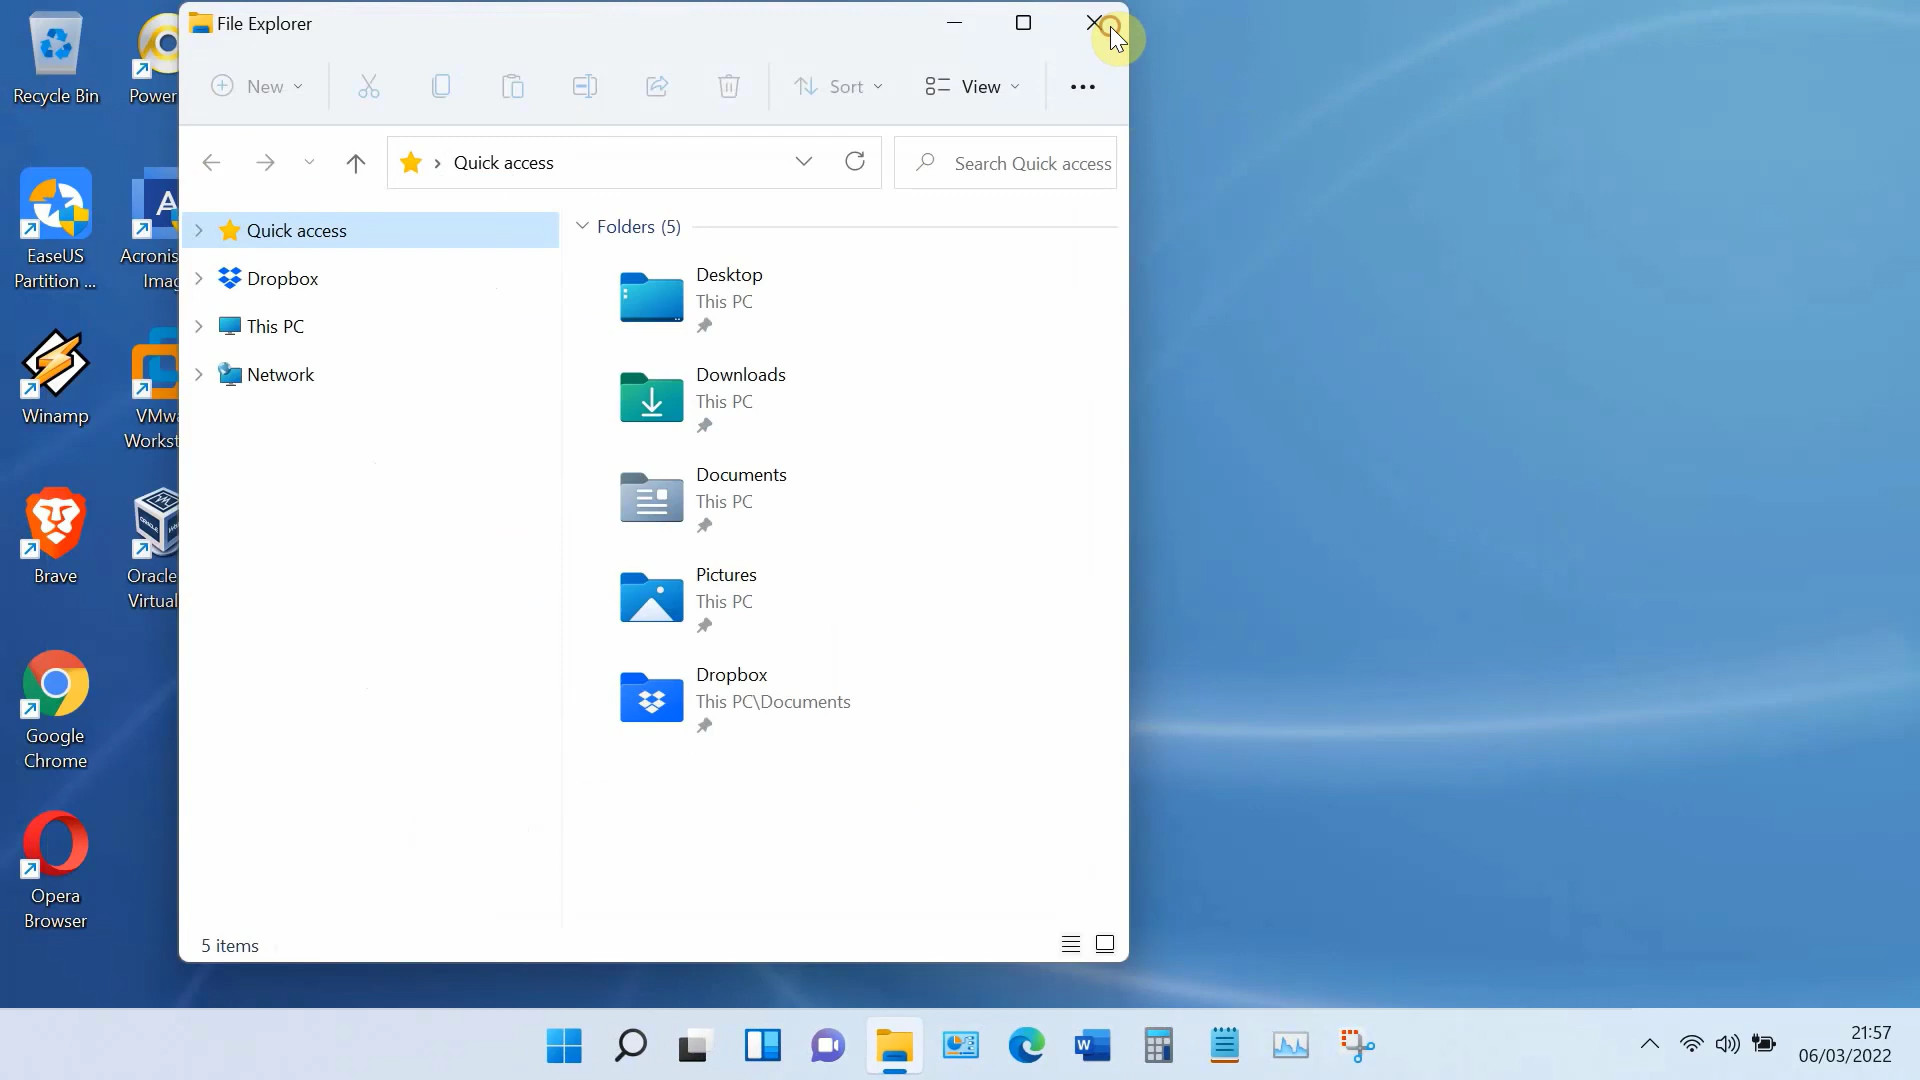 File Explorer
New
Sort
View
Quick access
Search Quick access
Quick access
Dropbox
This PC
Network
Folders (5)
Desktop
This PC
Downloads
This PC
Documents
This PC
Pictures
This PC
Dropbox
This PC\Documents
5 items
Recycle Bin
Power
EaseUS
Partition ...
Acronis
Imag
Winamp
VMw
Workst
Brave
Oracle
Virtual
Google
Chrome
Opera
Browser
21:57
06/03/2022